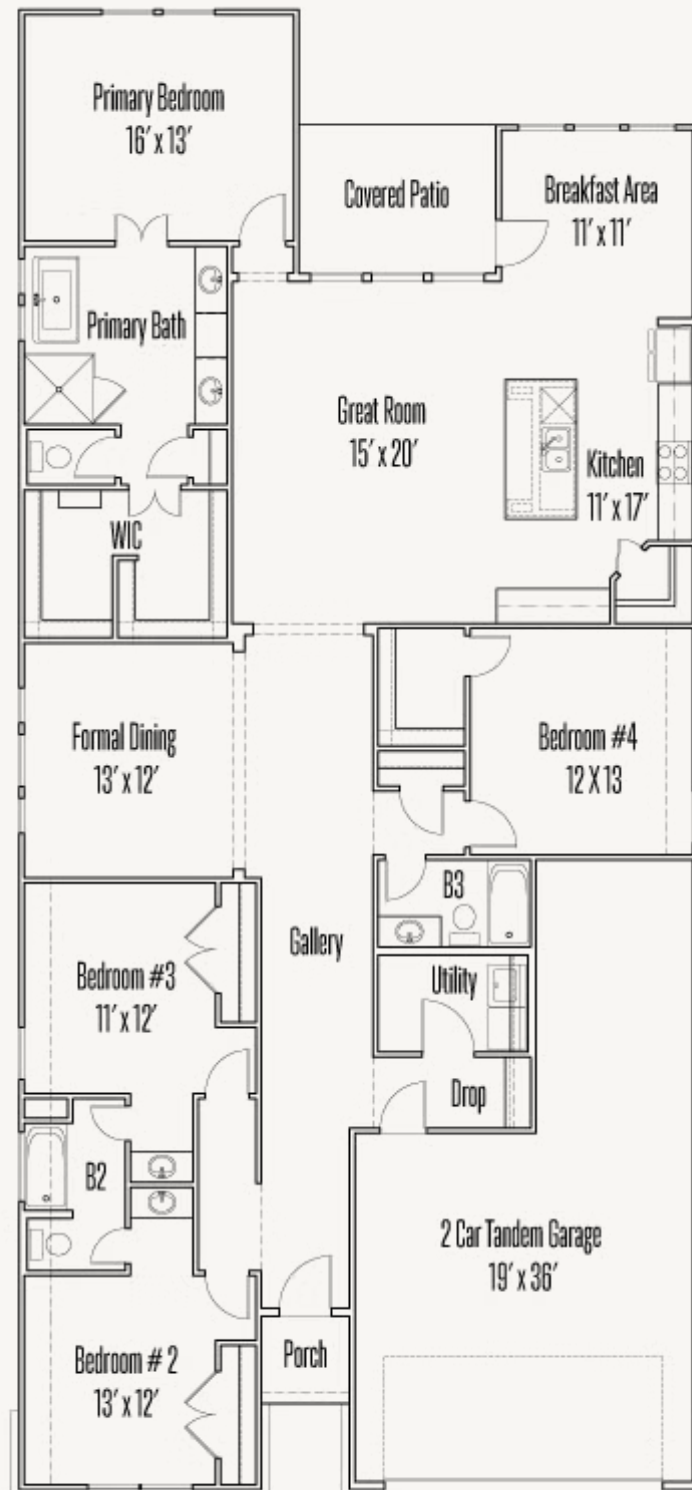 Primary Bedroom
16' x 13'
Covered Patio
Breakfast Area
11' x 11'
Primary Bath
Great Room
15' x 20'
Kitchen
11' x 17'
WIC
Formal Dining
13' x 12'
Bedroom #4
12 X 13
B3
Gallery
Bedroom #3
11' x 12'
Utility
Drop
B2
2 Car Tandem Garage
19' x 36'
Porch
Bedroom # 2
13' x 12'